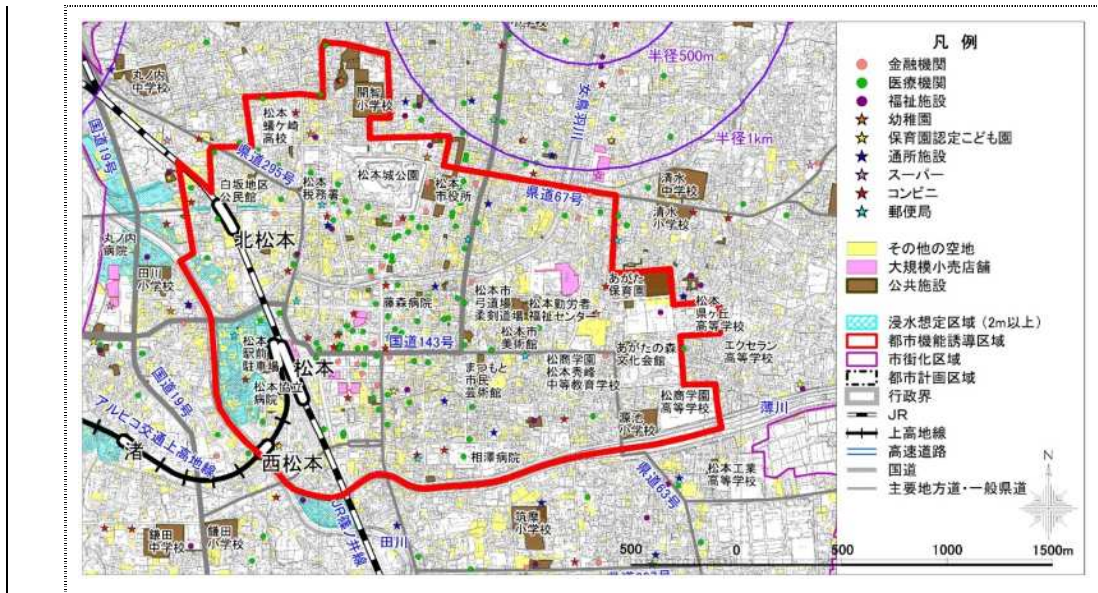 凡 例
金融機関
医療機関
福祉施設
幼稚園
保育園認定こども園
通所施設
スーパー
コンビニ
郵便局
その他の空地
大規模小売店舗
公共施設
浸水想定区域（2m以上）
都市機能誘導区域
市街化区域
都市計画区域
行政界
JR
上高地線
高速道路
国道
主要地方道・一般県道
N
500
0
500
1000
1500m
半径500m
半径1km
女鳥羽川
丸ノ内
中学校
開智
小学校
松本
蟻ケ崎
高校
国道19号
県道295号
白坂地区
公民館
松本
税務署
松本城公園
松本
市役所
県道67号
清水
中学校
清水
小学校
北松本
丸ノ内
病院
田川
小学校
藤森病院
松本市
弓道場
柔剣道場
松本勤労者
福祉センター
あがた
保育園
松本
県ヶ丘
高等学校
エクセラン
高等学校
松本市
美術館
国道143号
あがたの森
文化会館
松本
駅前
駐車場
松本
松本協立
病院
まつもと
市民
芸術館
松商学園
松本秀峰
中等教育学校
松商学園
高等学校
源池
小学校
薄川
国道19号
アルピコ交通上高地線
渚
西松本
相澤病院
県道63号
松本工業
高等学校
JR篠ノ井線
田川
筑摩
小学校
鎌田
中学校
鎌田
小学校